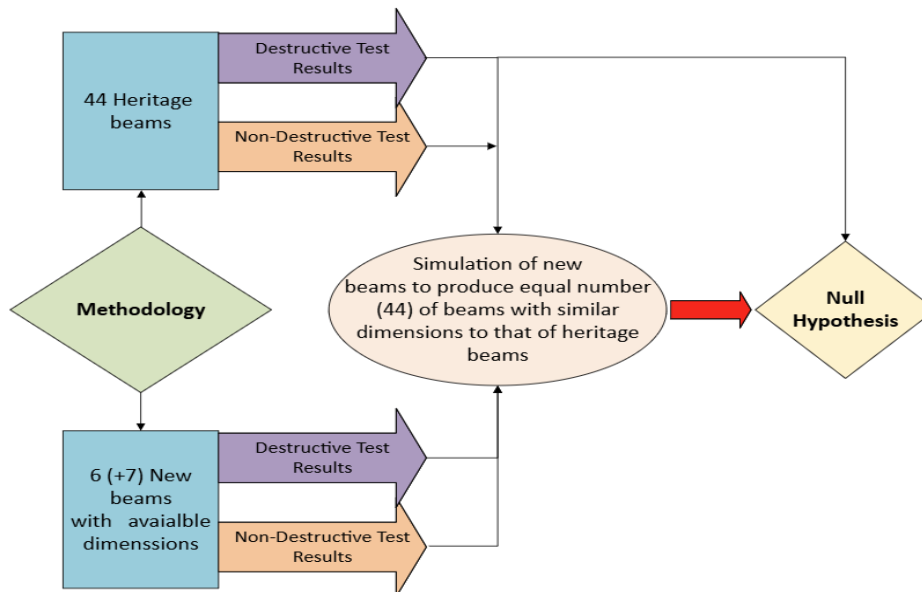 Destructive Test
Results
44 Heritage
beams
Non-Destructive Test
Results
Methodology
Simulation of new
beams to produce equal number
(44) of beams with similar
dimensions to that of heritage
beams
Null
Hypothesis
Destructive Test
Results
6 (+7) New
beams
with avaialble
dimenssions
Non-Destructive Test
Results